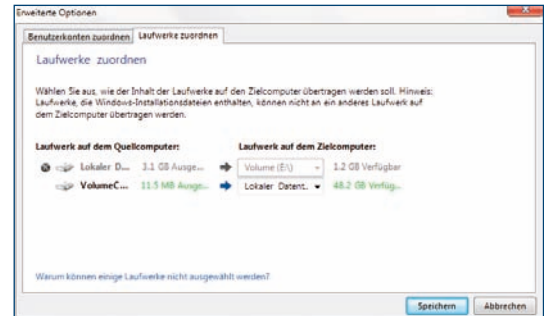 Erweiterte Optionen
Benutzerkonten zuordnen Laufwerke zuordnen
Laufwerke zuordnen
Wählen Sie aus, wie der Inhalt der Laufwerke auf den Zielcomputer übertragen werden soll. Hinweis:
Laufwerke, die Windows-Installationsdateien enthalten, können nicht an ein anderes Laufwerk auf
dem Zielcomputer übertragen werden.
Laufwerk auf dem Quellcomputer: Laufwerk auf dem Zielcomputer:
Lokaler D... 3.1 GB Ausge... Volume (E:\) 1.2 GB Verfügbar
VolumeC... 11.5 MB Ausge... Lokaler Datent.. 48.2 GB Verfüg...
Warum können einige Laufwerke nicht ausgewählt werden?
Speichern Abbrechen